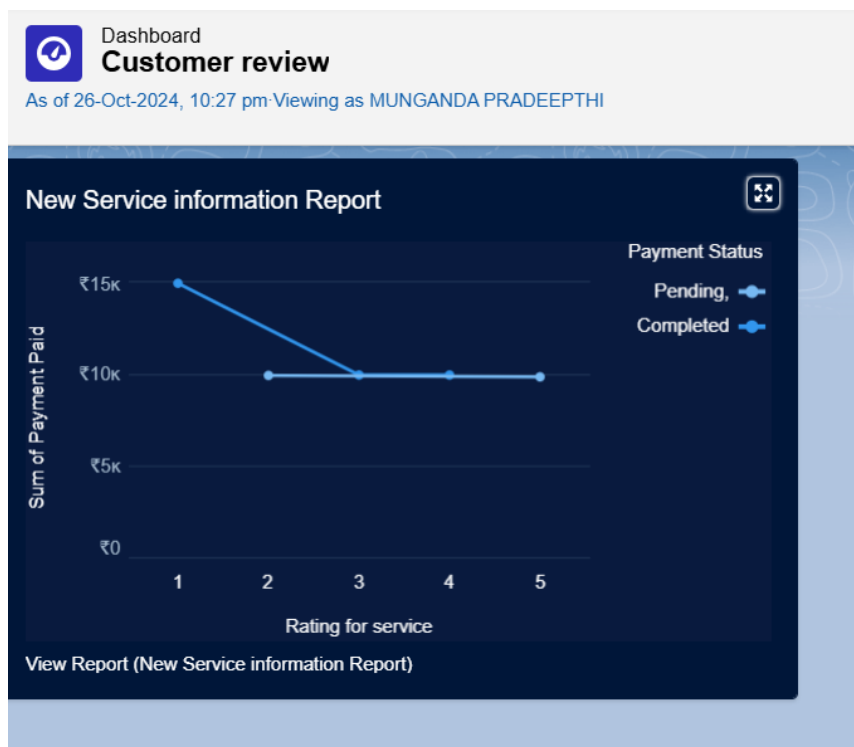 Dashboard
Customer review
As of 26-Oct-2024, 10:27 pm·Viewing as MUNGANDA PRADEEPTHI
New Service information Report
Payment Status
Pending,
Completed
Sum of Payment Paid
₹15K
₹10K
₹5K
₹0
1 2 3 4 5
Rating for service
View Report (New Service information Report)